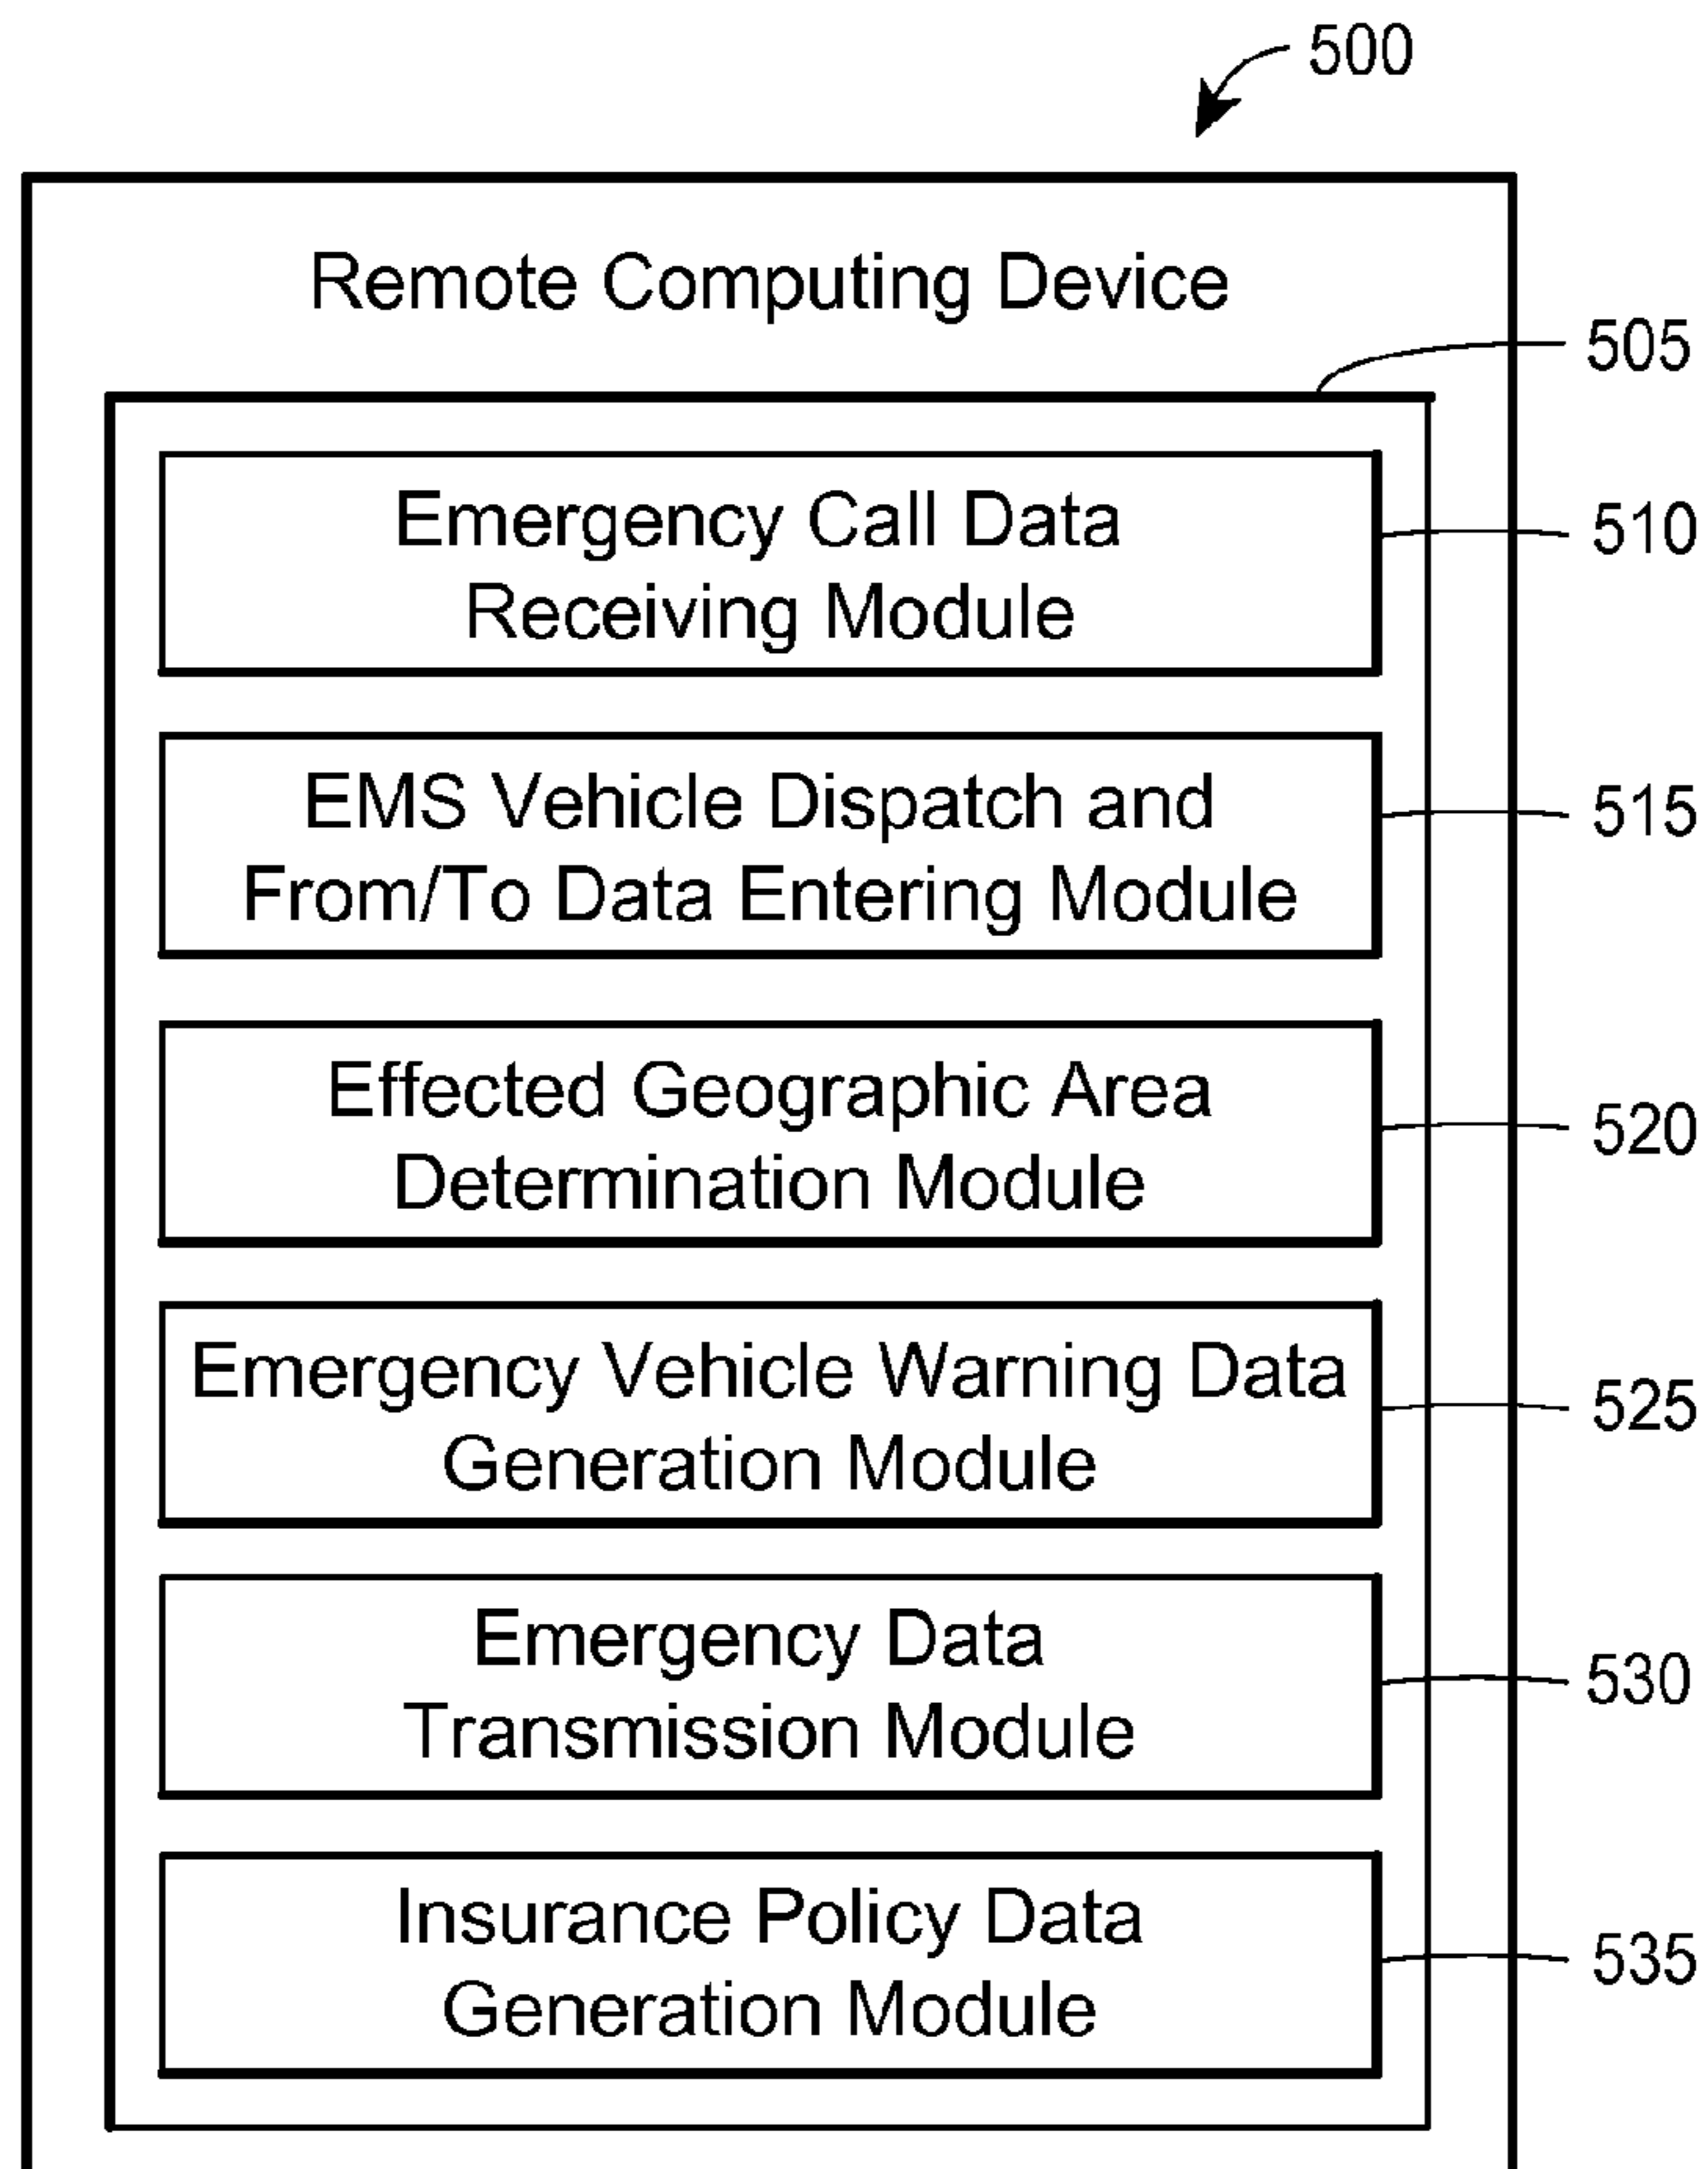 500
Remote Computing Device
505
Emergency Call Data
Receiving Module
510
EMS Vehicle Dispatch and
From/To Data Entering Module
515
Effected Geographic Area
Determination Module
520
Emergency Vehicle Warning Data
Generation Module
525
Emergency Data
Transmission Module
530
Insurance Policy Data
Generation Module
535